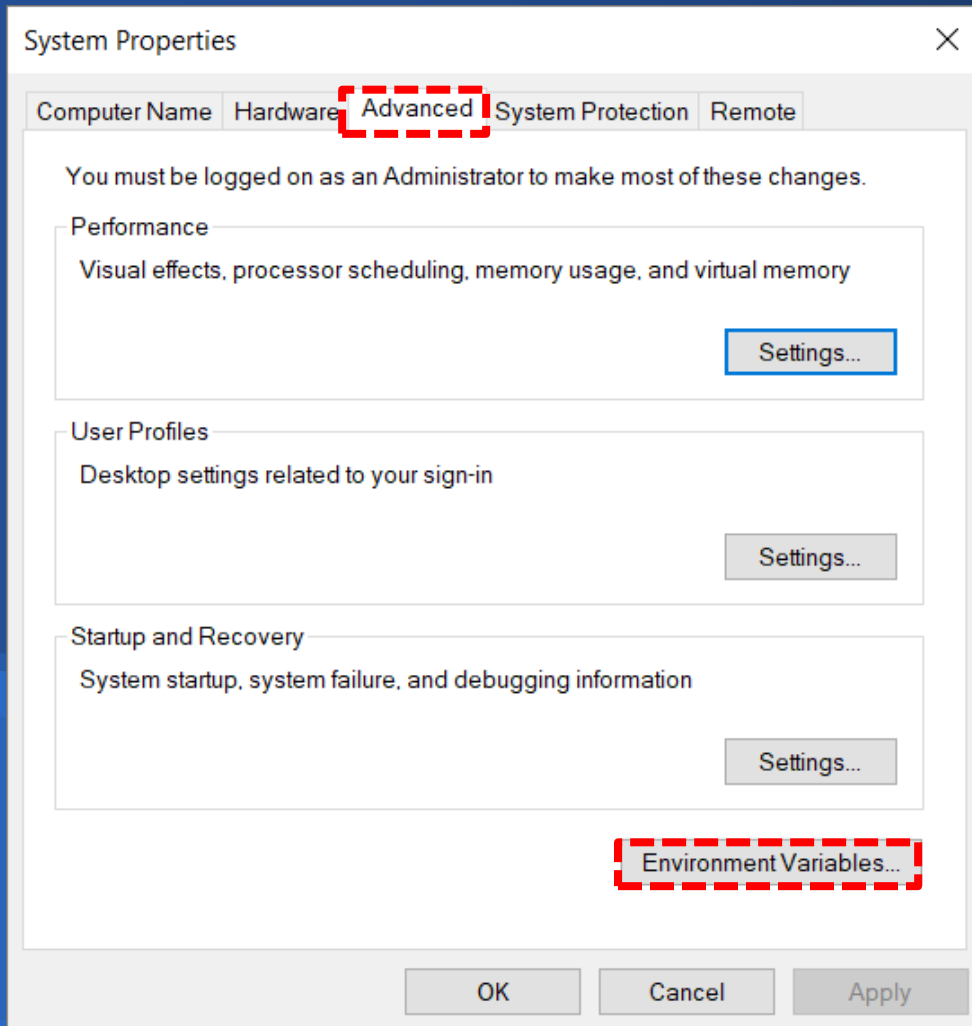 System Properties
Computer Name Hardware Advanced System Protection Remote
You must be logged on as an Administrator to make most of these changes.
Performance
Visual effects, processor scheduling, memory usage, and virtual memory
Settings...
User Profiles
Desktop settings related to your sign-in
Settings...
Startup and Recovery
System startup, system failure, and debugging information
Settings...
Environment Variables...
OK Cancel Apply